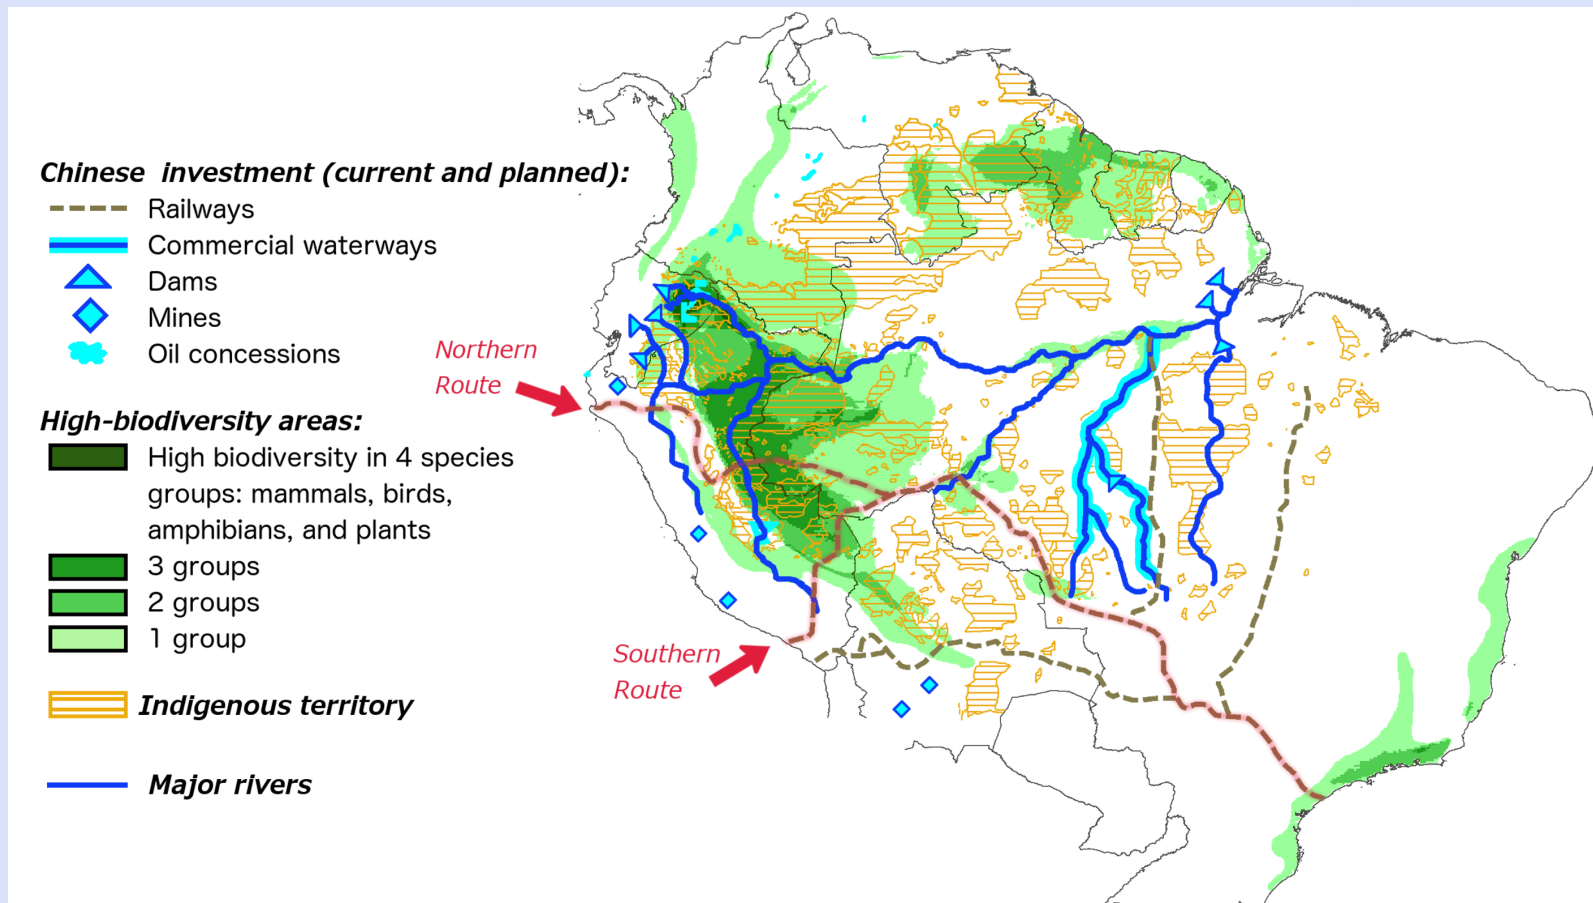 Chinese investment (current and planned):
Railways
Commercial waterways
Dams
Mines
Oil concessions
Northern
Route
High-biodiversity areas:
High biodiversity in 4 species
groups: mammals, birds,
amphibians, and plants
3 groups
2 groups
1 group
Southern
Route
Indigenous territory
Major rivers